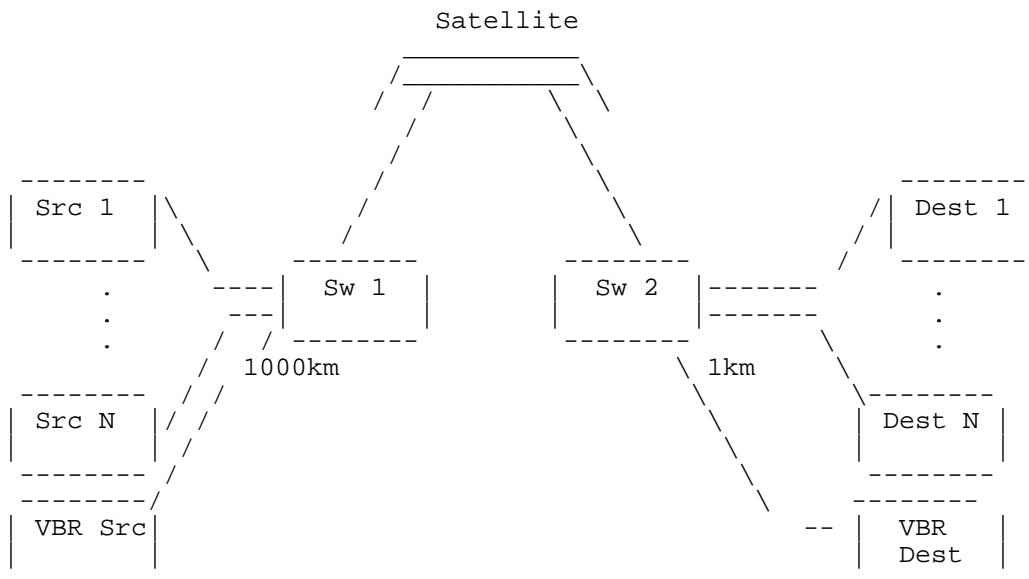 Satellite
Src 1
Dest 1
Sw 1
Sw 2
1000km
1km
Src N
Dest N
VBR Src
VBR
Dest